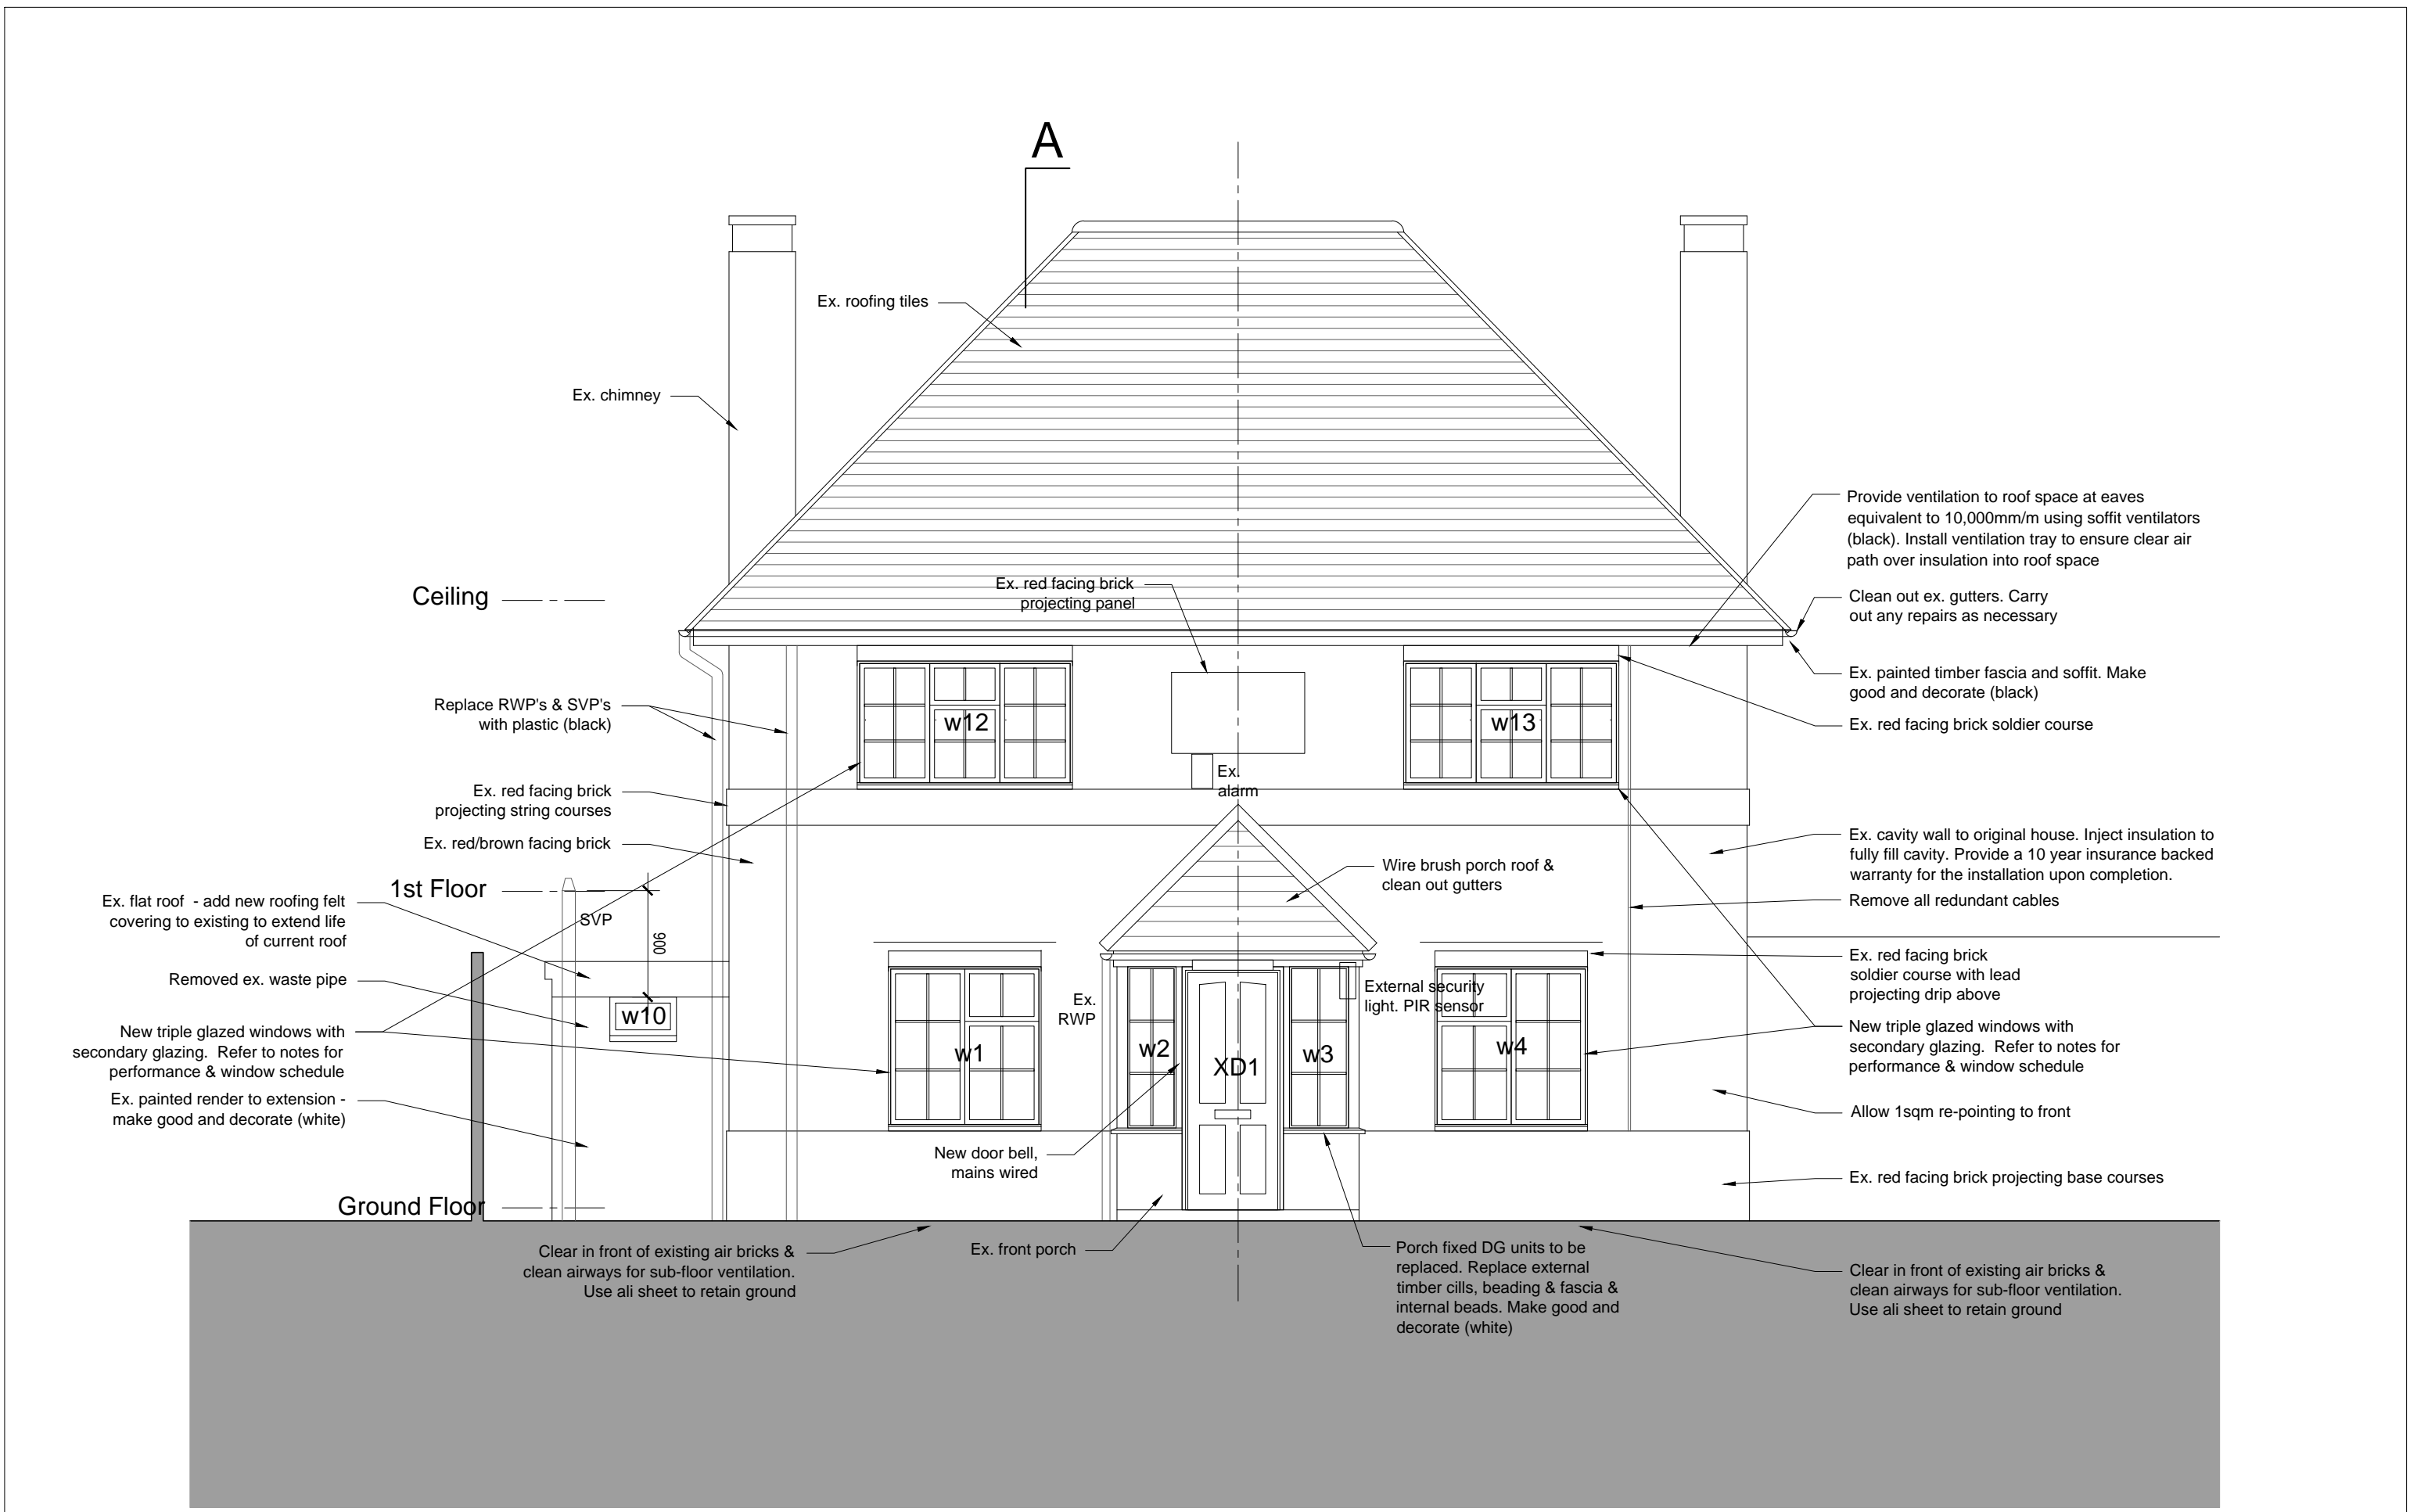 A
Ex. roofing tiles
Ex. chimney
Provide ventilation to roof space at eaves
equivalent to 10,000mm/m using soffit ventilators
(black). Install ventilation tray to ensure clear air
path over insulation into roof space
Ceiling
Ex. red facing brick
projecting panel
Clean out ex. gutters. Carry
out any repairs as necessary
Ex. painted timber fascia and soffit. Make
good and decorate (black)
Replace RWP's & SVP's
with plastic (black)
w12
w13
Ex. red facing brick soldier course
Ex.
alarm
Ex. red facing brick
projecting string courses
Ex. red/brown facing brick
Ex. cavity wall to original house. Inject insulation to
fully fill cavity. Provide a 10 year insurance backed
warranty for the installation upon completion.
Wire brush porch roof &
clean out gutters
1st Floor
Remove all redundant cables
Ex. flat roof - add new roofing felt
covering to existing to extend life
of current roof
SVP
900
Ex. red facing brick
soldier course with lead
projecting drip above
Removed ex. waste pipe
External security
light. PIR sensor
Ex.
RWP
w10
New triple glazed windows with
secondary glazing. Refer to notes for
performance & window schedule
New triple glazed windows with
secondary glazing. Refer to notes for
performance & window schedule
w1
w2
XD1
w3
w4
Ex. painted render to extension -
make good and decorate (white)
Allow 1sqm re-pointing to front
New door bell,
mains wired
Ex. red facing brick projecting base courses
Ground Floor
Clear in front of existing air bricks &
clean airways for sub-floor ventilation.
Use ali sheet to retain ground
Ex. front porch
Porch fixed DG units to be
replaced. Replace external
timber cills, beading & fascia &
internal beads. Make good and
decorate (white)
Clear in front of existing air bricks &
clean airways for sub-floor ventilation.
Use ali sheet to retain ground